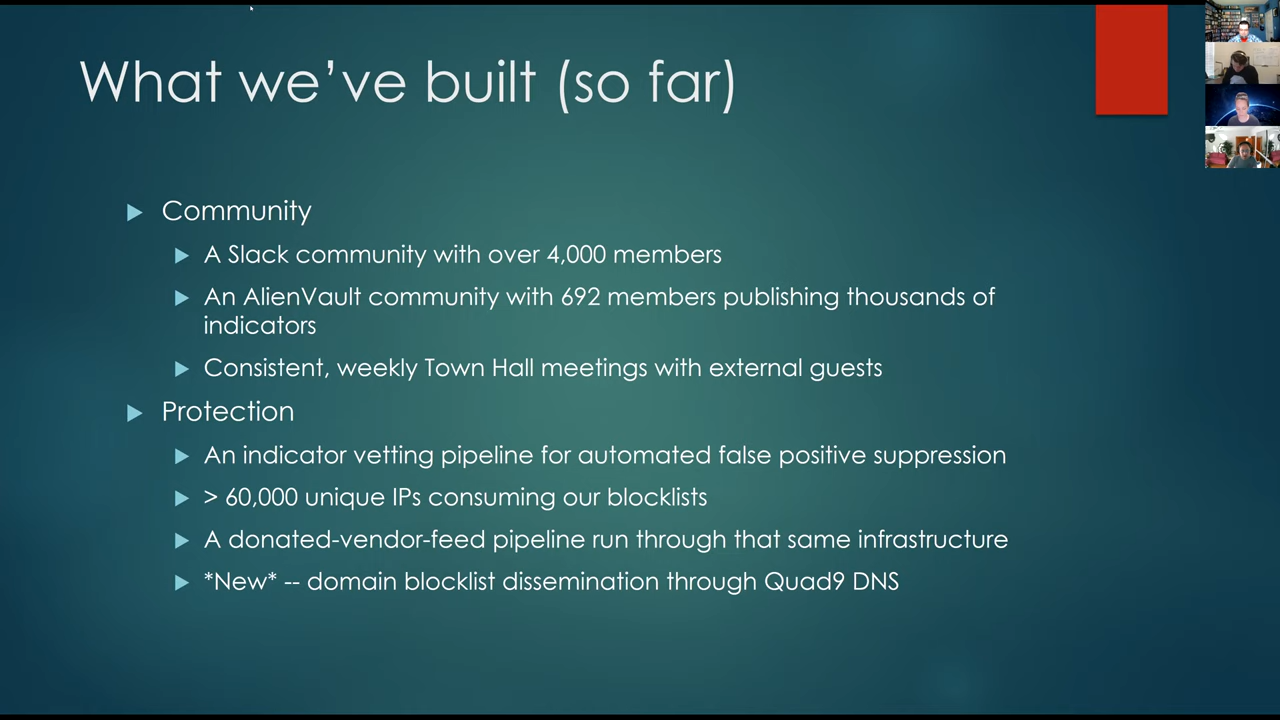 What we've built (so far)
Community
A Slack community with over 4,000 members
An AlienVault community with 692 members publishing thousands of
indicators
Consistent, weekly Town Hall meetings with external guests
Protection
An indicator vetting pipeline for automated false positive suppression
> 60,000 unique IPs consuming our blocklists
A donated-vendor-feed pipeline run through that same infrastructure
*New* -- domain blocklist dissemination through Quad9 DNS